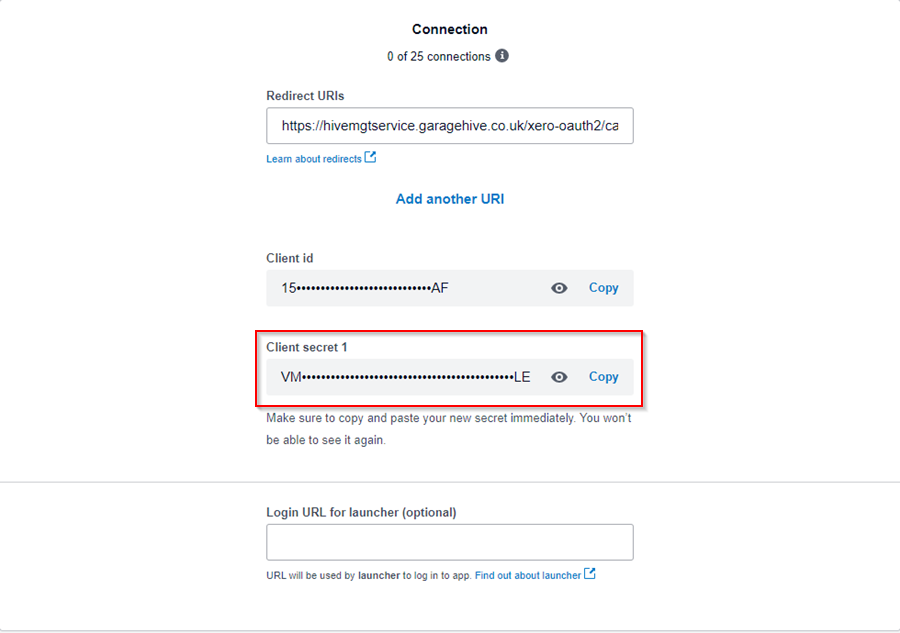 Connection
0 of 25 connections
Redirect URIs
https://hivemgtservice.garagehive.co.uk/xero-oauth2/ca
Learn about redirects
Add another URI
Client id
15••••••••••••••••••••••••••••AF
Copy
Client secret 1
VM••••••••••••••••••••••••••••••••••••••••••••LE
Copy
Make sure to copy and paste your new secret immediately. You won't
be able to see it again.
Login URL for launcher (optional)
URL will be used by launcher to log in to app. Find out about launcher